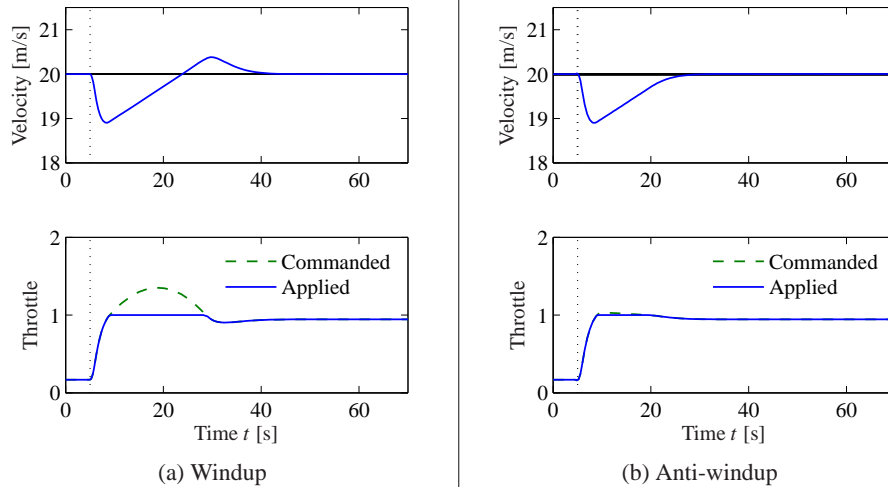 21
20
19
18
Velocity [m/s]
0 20 40 60
2
1
0
Throttle
Commanded
Applied
0 20 40 60
Time t [s]
(a) Windup
21
20
19
18
Velocity [m/s]
0 20 40 60
2
1
0
Throttle
Commanded
Applied
0 20 40 60
Time t [s]
(b) Anti-windup